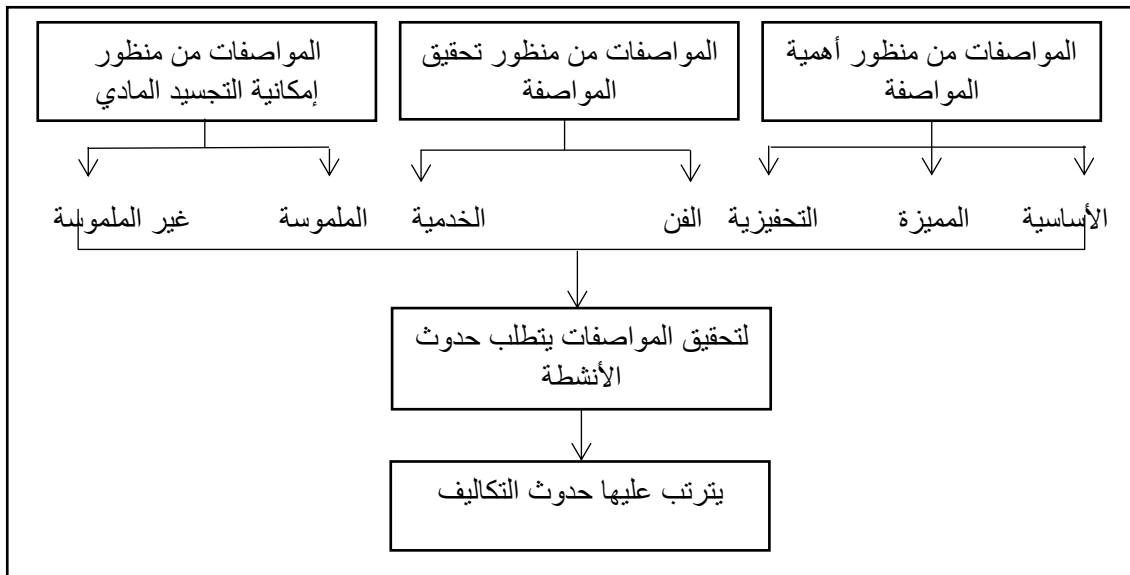 المواصفات من منظور أهمية
المواصفة
المواصفات من منظور تحقيق
المواصفة
المواصفات من منظور
إمكانية التجسيد المادي
الأساسية
المميزة
التحفيزية
الفن
الخدمية
الملموسة
غير الملموسة
لتحقيق المواصفات يتطلب حدوث
الأنشطة
يترتب عليها حدوث التكاليف